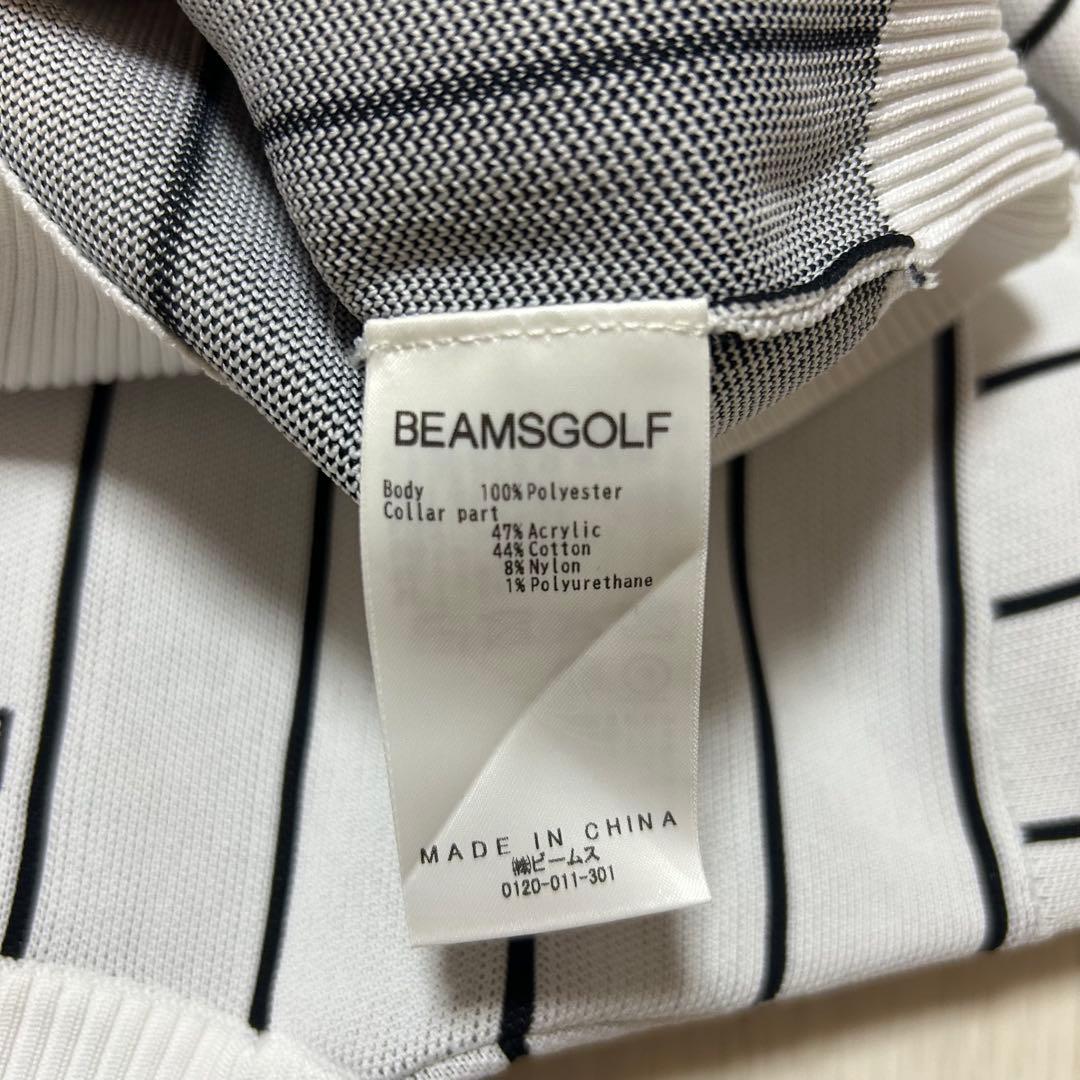 BEAMSGOLF
Body 100% Polyester
Collar part
47% Acrylic
44% Cotton
8% Nylon
1% Polyurethane
MADE IN CHINA
㈱ビームス
0120-011-301